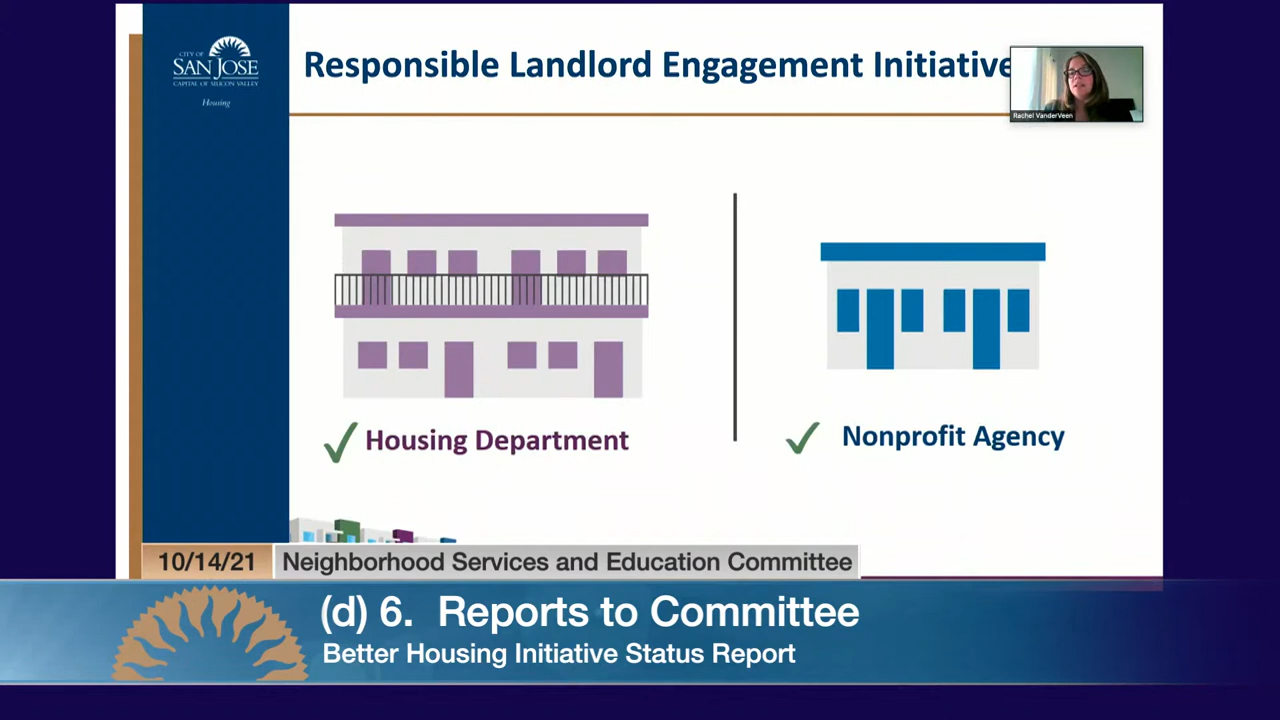 CITY OF
SAN JOSE
CAPITAL OF SILICON VALLEY
Housing
Responsible Landlord Engagement Initiative
Rachel VanderVeen
Housing Department
Nonprofit Agency
10/14/21
Neighborhood Services and Education Committee
(d) 6. Reports to Committee
Better Housing Initiative Status Report